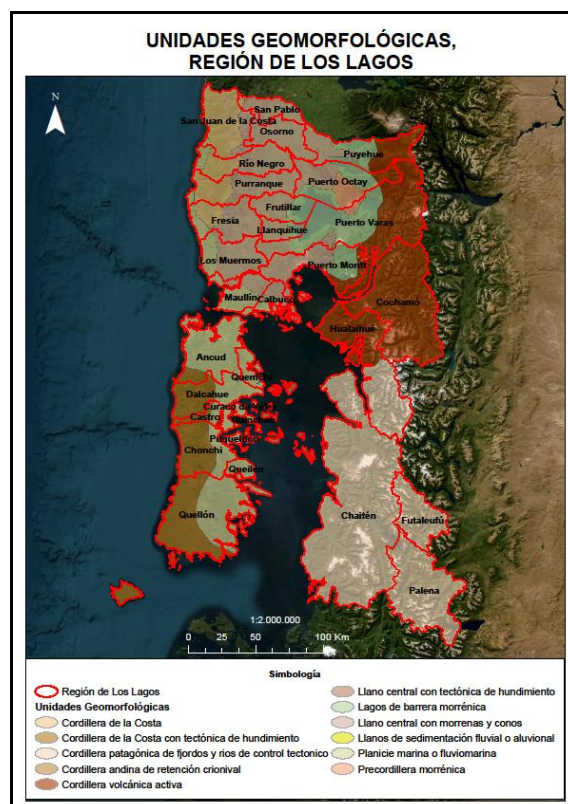 UNIDADES GEOMORFOLÓGICAS,
REGIÓN DE LOS LAGOS
N
San Pablo
San Juan de la Costa
Osorno
Puyehue
Río Negro
Puerto Octay
Purranque
Frutillar
Fresia
Puerto Varas
Llanquihue
Los Muermos
Puerto Montt
Maullín
Calbuco
Cochamó
Hualaihué
Ancud
Quemchi
Dalcahue
Curaco de Vélez
Castro
Puqueldón
Chonchi
Queilen
Quellón
Chaitén
Futaleufú
Palena
1:2.000.000
0 25 50 100 Km
Simbología
Región de Los Lagos
Unidades Geomorfológicas
Cordillera de la Costa
Cordillera de la Costa con tectónica de hundimiento
Cordillera patagónica de fjordos y rios de control tectonico
Cordillera andina de retención crionival
Cordillera volcánica activa
Llano central con tectónica de hundimiento
Lagos de barrera morrénica
Llano central con morrenas y conos
Llanos de sedimentación fluvial o aluvional
Planicie marina o fluviomarina
Precordillera morrénica